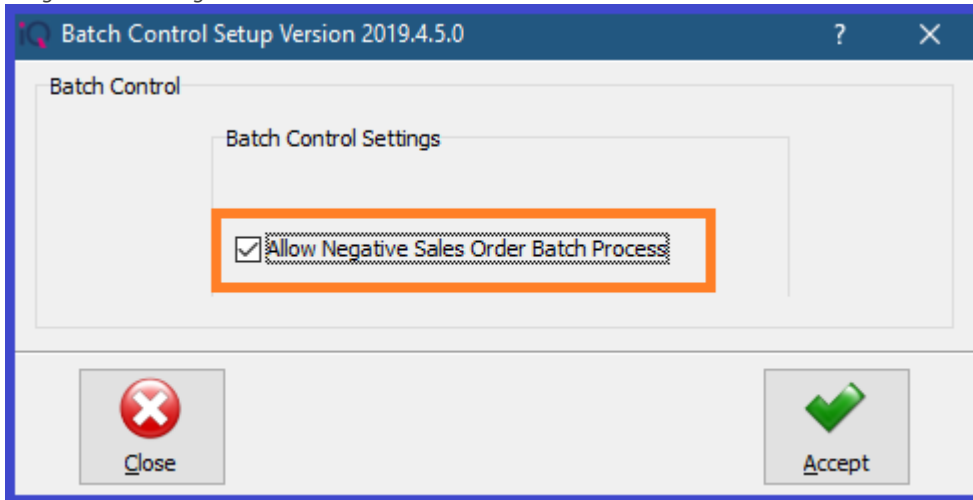 iQ Batch Control Setup Version 2019.4.5.0 ?
Batch Control
Batch Control Settings
Allow Negative Sales Order Batch Process
Close Accept